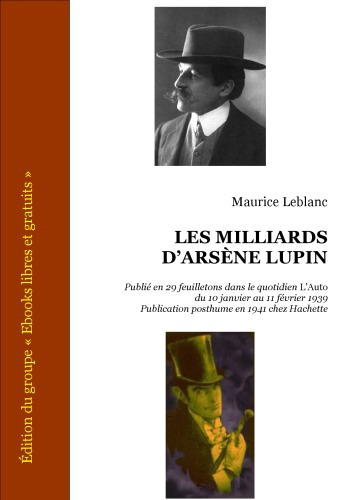 Maurice Leblanc
LES MILLIARDS
D’ARSÈNE LUPIN
Publié en 29 feuilletons dans le quotidien L’Auto
du 10 janvier au 11 février 1939
Publication posthume en 1941 chez Hachette
Édition du groupe « Ebooks libres et gratuits »